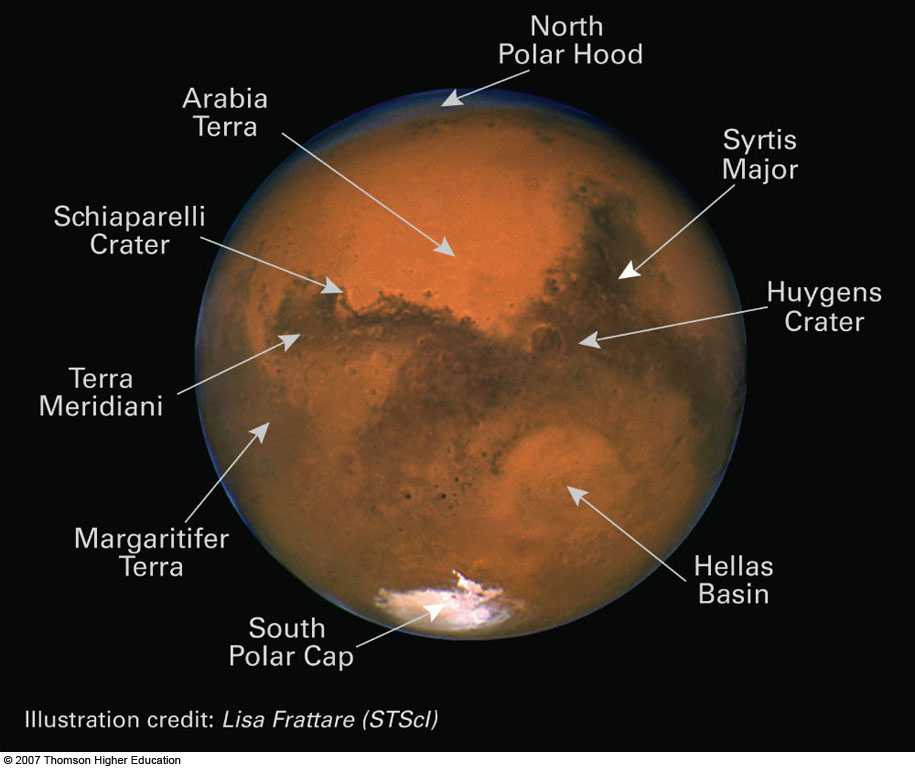 North
Polar Hood
Arabia
Terra
Syrtis
Major
Schiaparelli
Crater
Huygens
Crater
Terra
Meridiani
Margaritifer
Terra
Hellas
Basin
South
Polar Cap
Illustration credit: Lisa Frattare (STScI)
© 2007 Thomson Higher Education